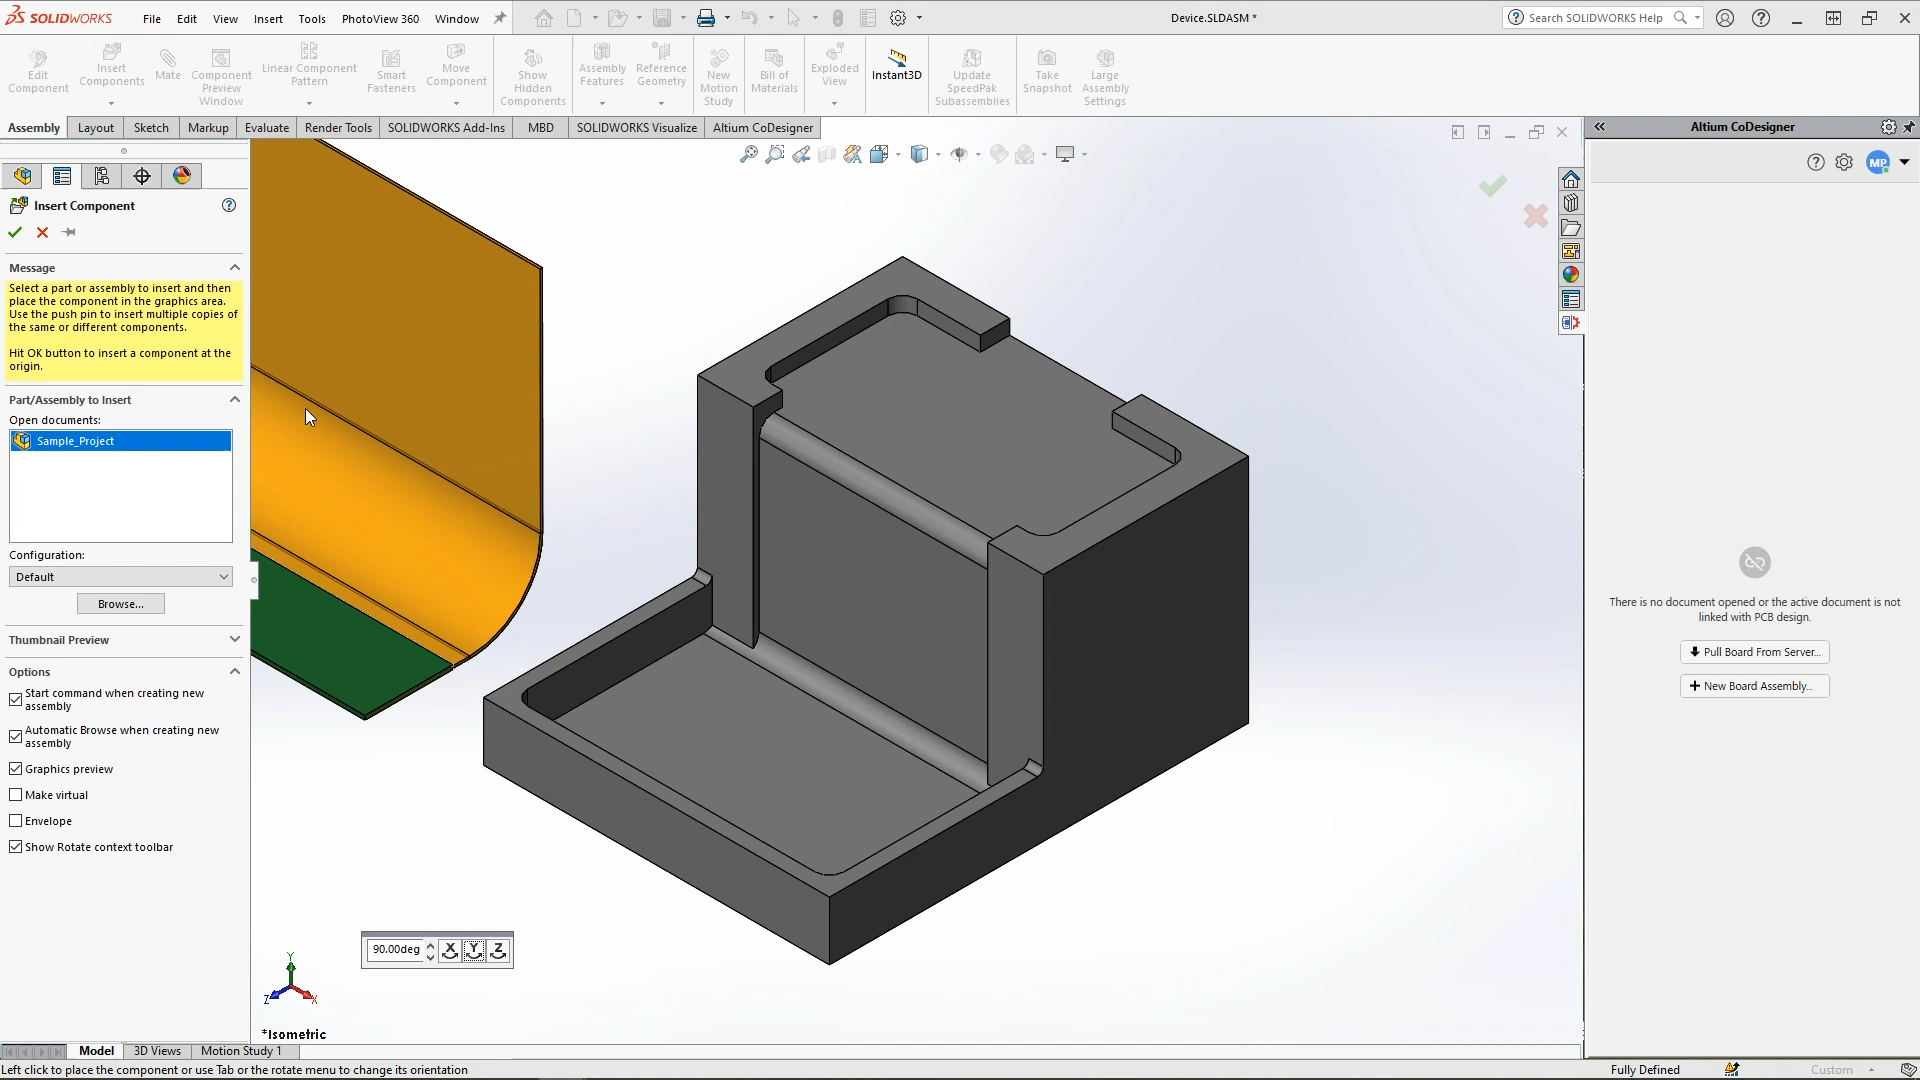 SOLIDWORKS
File Edit View Insert Tools PhotoView 360 Window
Device.SLDASM *
Search SOLIDWORKS Help
Edit Component
Insert Components
Mate
Component Preview Window
Linear Component Pattern
Smart Fasteners
Move Component
Show Hidden Components
Assembly Features
Reference Geometry
New Motion Study
Bill of Materials
Exploded View
Instant3D
Update SpeedPak Subassemblies
Take Snapshot
Large Assembly Settings
Assembly Layout Sketch Markup Evaluate Render Tools SOLIDWORKS Add-Ins MBD SOLIDWORKS Visualize Altium CoDesigner
Altium CoDesigner
MP
Insert Component
Message
Select a part or assembly to insert and then
place the component in the graphics area.
Use the push pin to insert multiple copies of
the same or different components.
Hit OK button to insert a component at the
origin.
Part/Assembly to Insert
Open documents:
Sample_Project
Configuration:
Default
Browse...
Thumbnail Preview
Options
Start command when creating new
assembly
Automatic Browse when creating new
assembly
Graphics preview
Make virtual
Envelope
Show Rotate context toolbar
90.00deg X Y Z
Y
Z X
*Isometric
There is no document opened or the active document is not
linked with PCB design.
Pull Board From Server...
New Board Assembly...
Model 3D Views Motion Study 1
Left click to place the component or use Tab or the rotate menu to change its orientation
Fully Defined
Custom